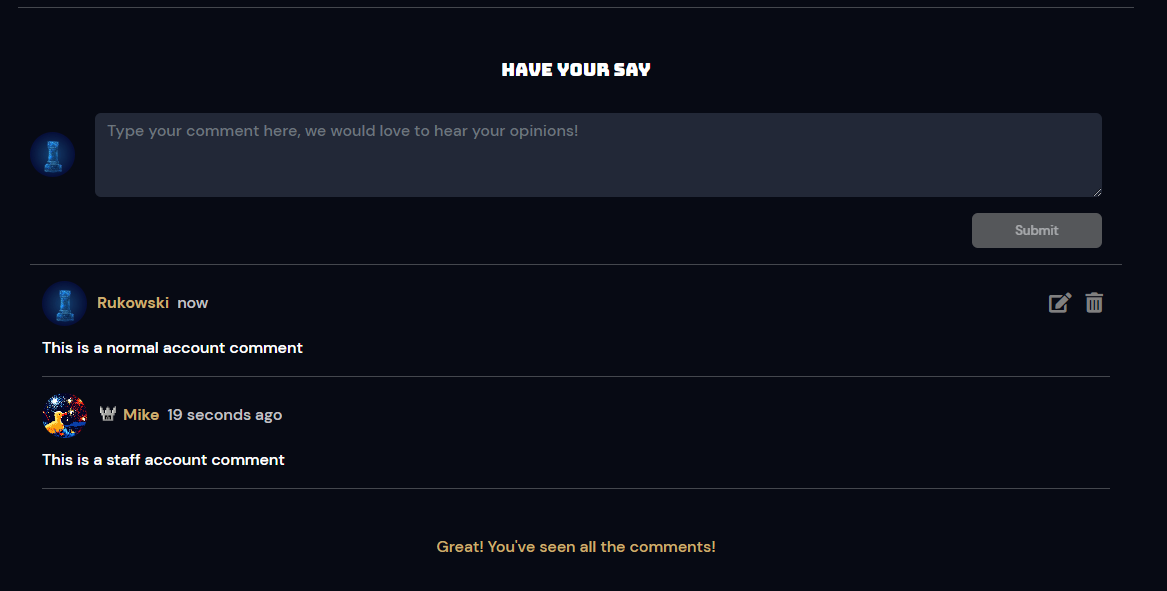 HAVE YOUR SAY
Type your comment here, we would love to hear your opinions!
Submit
Rukowski now
This is a normal account comment
Mike 19 seconds ago
This is a staff account comment
Great! You've seen all the comments!